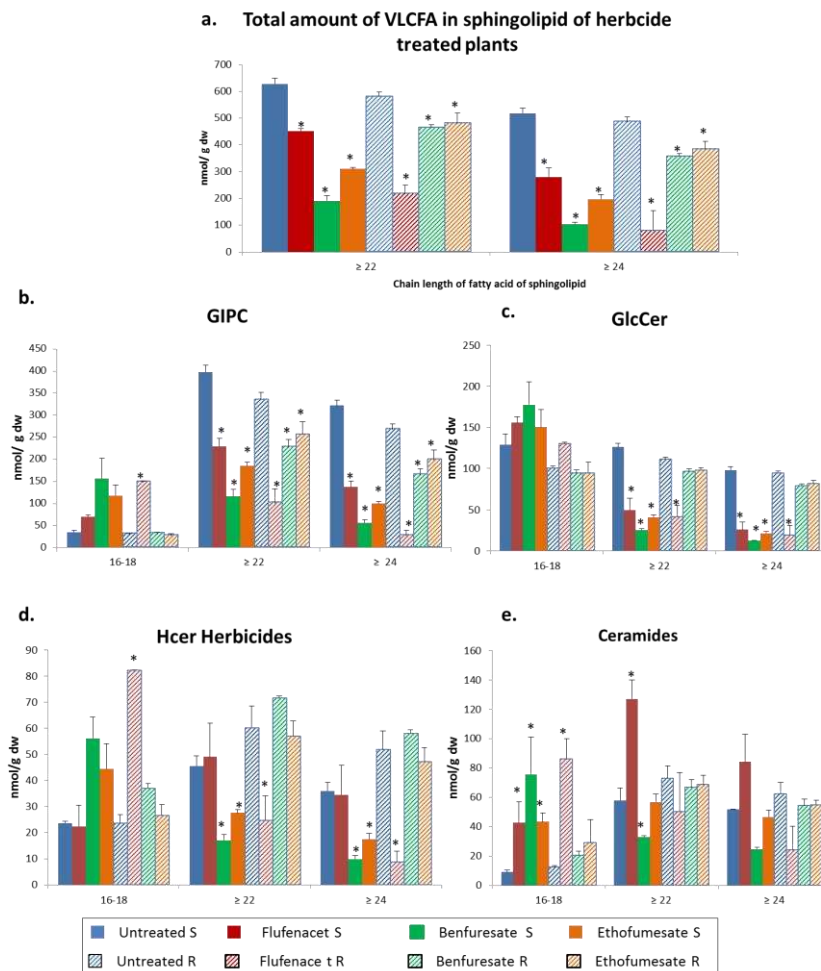 a. Total amount of VLCFA in sphingolipid of herbcide
treated plants
700
600
500
400
300
200
100
0
nmol/ g dw
* * * * * *
* * * * * *
≥ 22 ≥ 24
Chain length of fatty acid of sphingolipid
b.
GIPC
450
400
350
300
250
200
150
100
50
0
nmol/ g dw
*
* * * * * *
* * * * * *
16-18 ≥ 22 ≥ 24
c.
GlcCer
250
200
150
100
50
0
nmol/ g dw
* * * *
* * * *
16-18 ≥ 22 ≥ 24
d.
Hcer Herbicides
90
80
70
60
50
40
30
20
10
0
nmol/g dw
*
* * *
* * *
16-18 ≥ 22 ≥ 24
e.
Ceramides
160
140
120
100
80
60
40
20
0
nmol/g dw
* * * *
* *
16-18 ≥ 22 ≥ 24
Untreated S Flufenacet S Benfuresate S Ethofumesate S
Untreated R Flufenace t R Benfuresate R Ethofumesate R